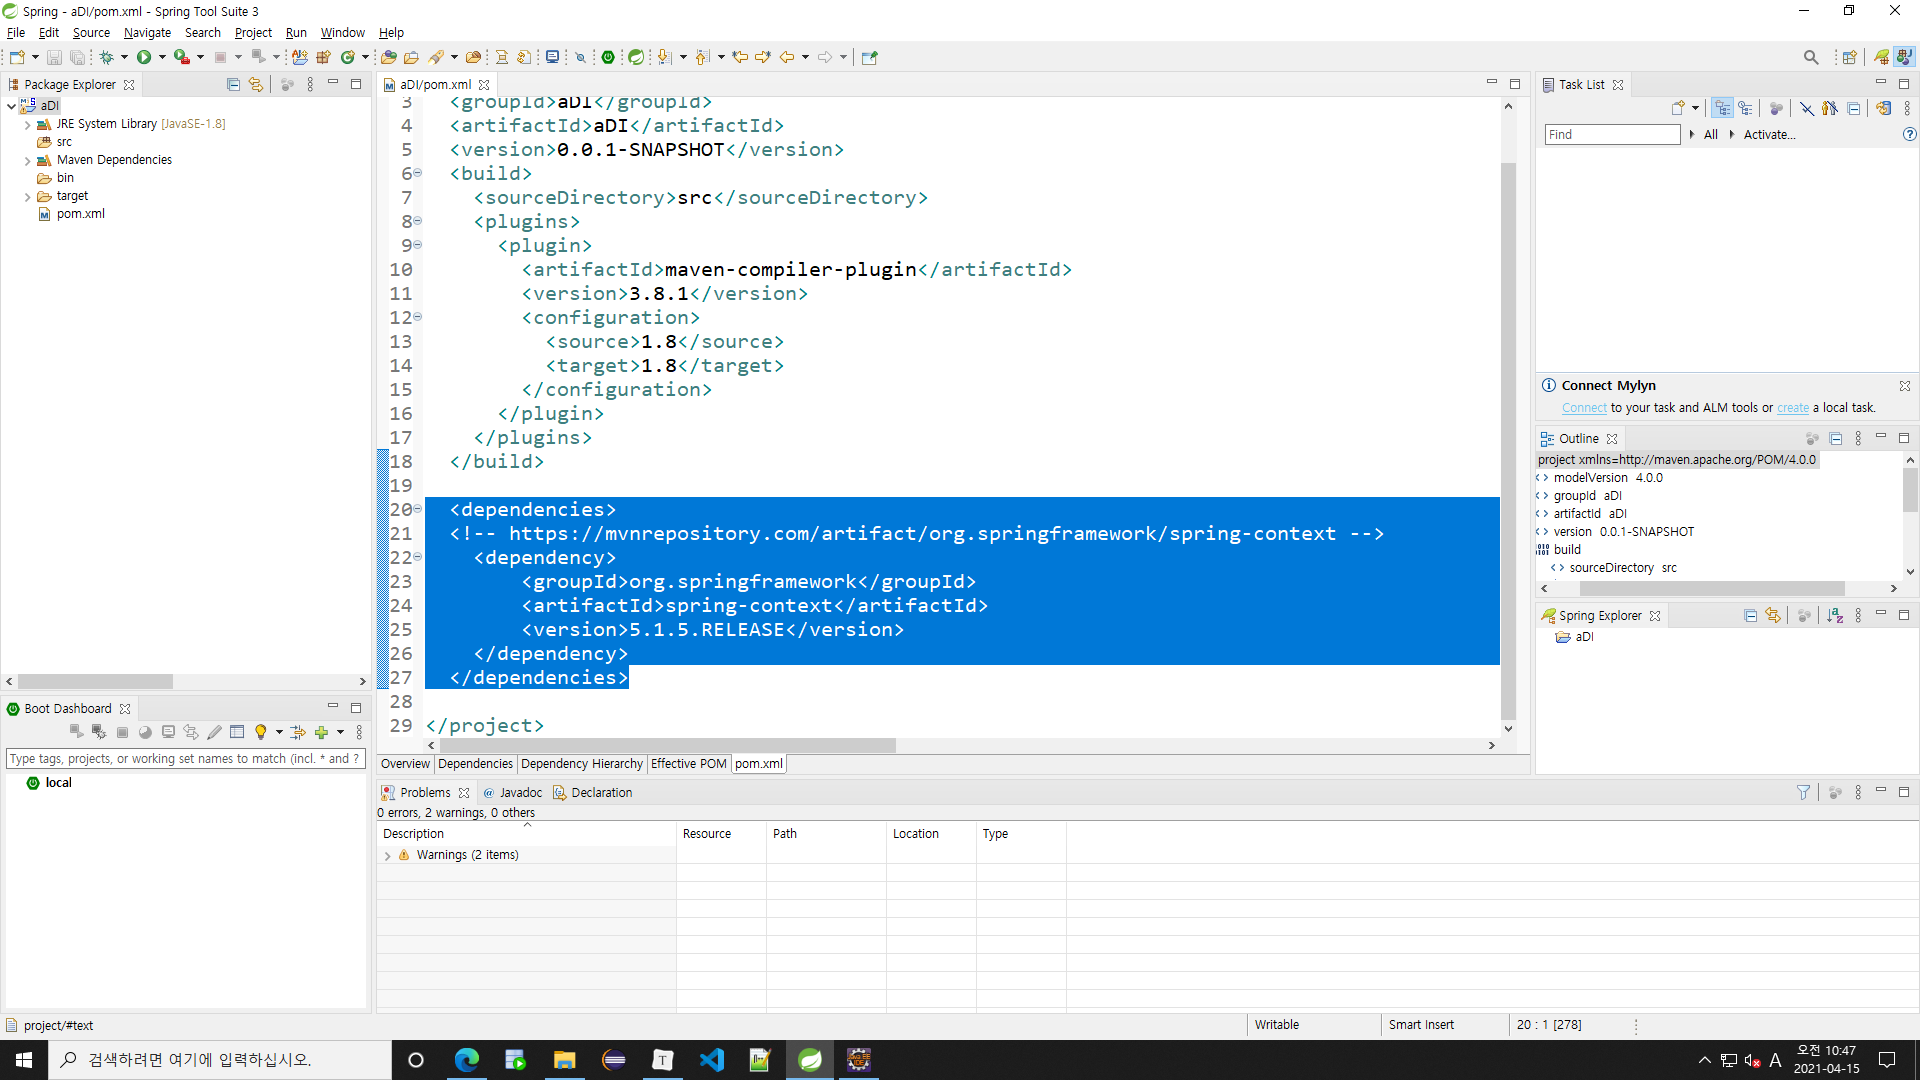 Spring - aDI/pom.xml - Spring Tool Suite 3
File Edit Source Navigate Search Project Run Window Help
Package Explorer
aDI
JRE System Library [JavaSE-1.8]
src
Maven Dependencies
bin
target
pom.xml
Boot Dashboard
Type tags, projects, or working set names to match (incl. * and ?
local
aDI/pom.xml
3 <groupId>aDI</groupId>
4 <artifactId>aDI</artifactId>
5 <version>0.0.1-SNAPSHOT</version>
6 <build>
7 <sourceDirectory>src</sourceDirectory>
8 <plugins>
9 <plugin>
10 <artifactId>maven-compiler-plugin</artifactId>
11 <version>3.8.1</version>
12 <configuration>
13 <source>1.8</source>
14 <target>1.8</target>
15 </configuration>
16 </plugin>
17 </plugins>
18 </build>
19
20 <dependencies>
21 <!-- https://mvnrepository.com/artifact/org.springframework/spring-context -->
22 <dependency>
23 <groupId>org.springframework</groupId>
24 <artifactId>spring-context</artifactId>
25 <version>5.1.5.RELEASE</version>
26 </dependency>
27 </dependencies>
28
29 </project>
Overview Dependencies Dependency Hierarchy Effective POM pom.xml
Problems Javadoc Declaration
0 errors, 2 warnings, 0 others
Description Resource Path Location Type
Warnings (2 items)
Task List
Find All Activate...
Connect Mylyn
Connect to your task and ALM tools or create a local task.
Outline
project xmlns=http://maven.apache.org/POM/4.0.0
modelVersion 4.0.0
groupId aDI
artifactId aDI
version 0.0.1-SNAPSHOT
build
sourceDirectory src
Spring Explorer
aDI
project/#text Writable Smart Insert 20 : 1 [278]
검색하려면 여기에 입력하십시오.
A
오전 10:47
2021-04-15